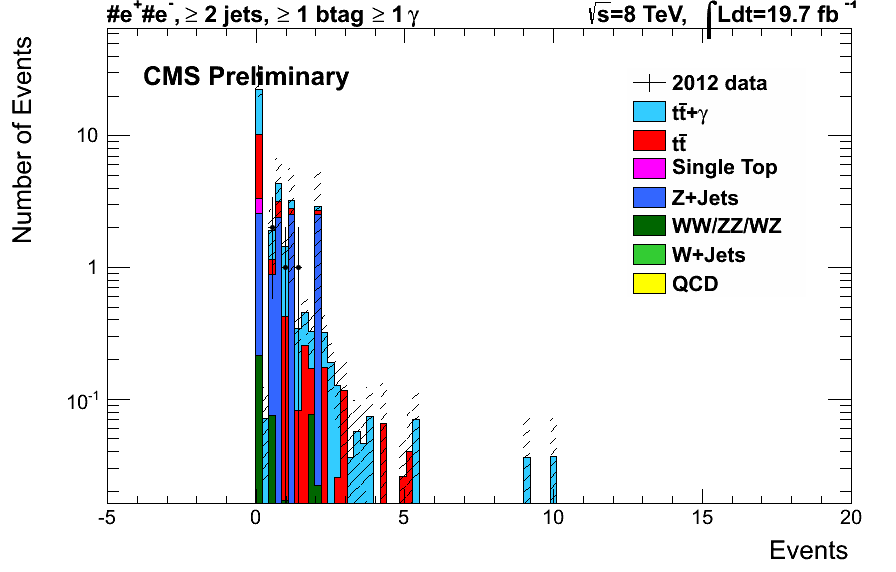 #e⁺#e⁻, ≥ 2 jets, ≥ 1 btag ≥ 1 γ
√s=8 TeV, ∫Ldt=19.7 fb⁻¹
CMS Preliminary
Number of Events
2012 data
tt̄+γ
tt̄
Single Top
Z+Jets
WW/ZZ/WZ
W+Jets
QCD
10
1
10⁻¹
-5 0 5 10 15 20
Events